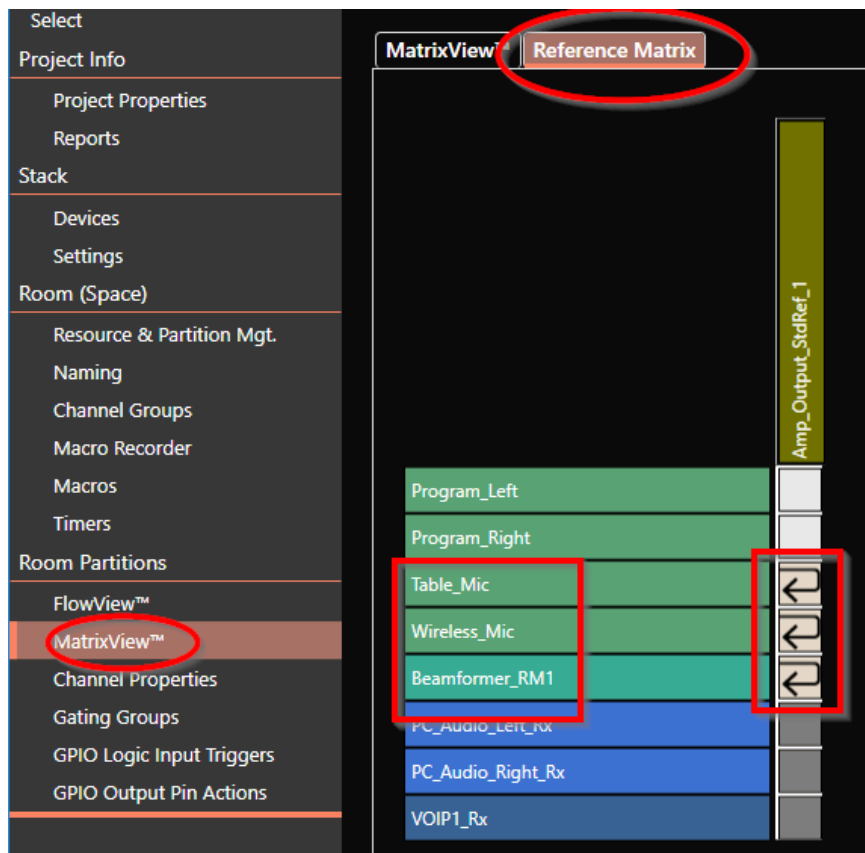 Select
Project Info
Project Properties
Reports
Stack
Devices
Settings
Room (Space)
Resource & Partition Mgt.
Naming
Channel Groups
Macro Recorder
Macros
Timers
Room Partitions
FlowView™
MatrixView™
Channel Properties
Gating Groups
GPIO Logic Input Triggers
GPIO Output Pin Actions
MatrixView™
Reference Matrix
Amp_Output_StdRef_1
Program_Left
Program_Right
Table_Mic
Wireless_Mic
Beamformer_RM1
PC_Audio_Left_Rx
PC_Audio_Right_Rx
VOIP1_Rx